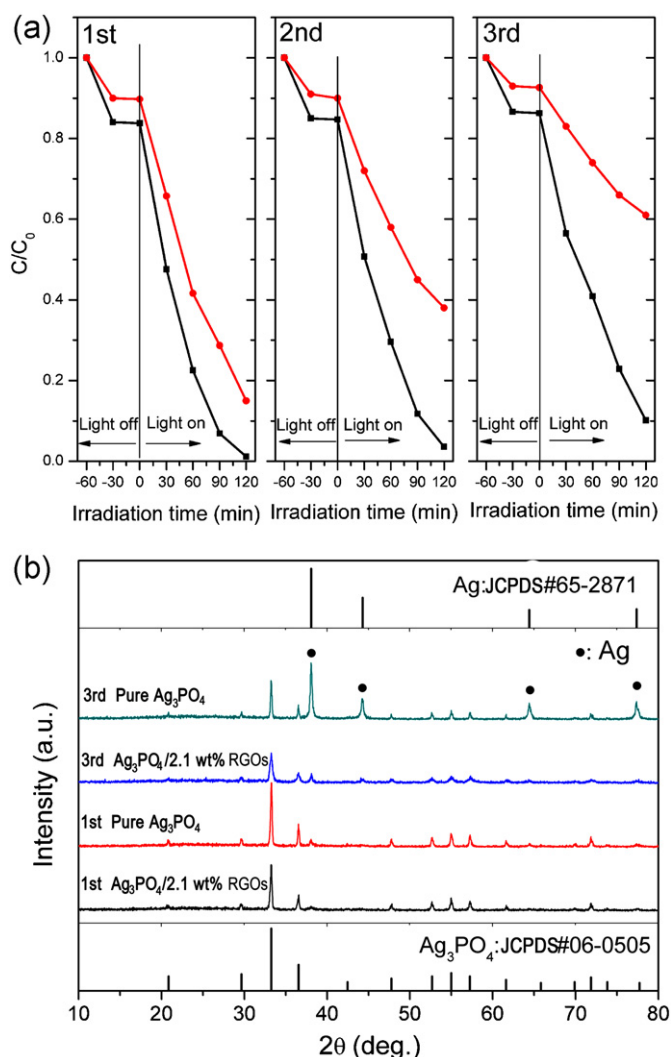 (a)
1st
2nd
3rd
1.0
0.8
0.6
0.4
0.2
0.0
C/C₀
Light off
Light on
Light off
Light on
Light off
Light on
-60 -30 0 30 60 90 120
-60 -30 0 30 60 90 120
-60 -30 0 30 60 90 120
Irradiation time (min)
Irradiation time (min)
Irradiation time (min)
(b)
Ag:JCPDS#65-2871
●: Ag
3rd Pure Ag₃PO₄
3rd Ag₃PO₄/2.1 wt% RGOs
1st Pure Ag₃PO₄
1st Ag₃PO₄/2.1 wt% RGOs
Ag₃PO₄:JCPDS#06-0505
Intensity (a.u.)
10 20 30 40 50 60 70 80
2θ (deg.)